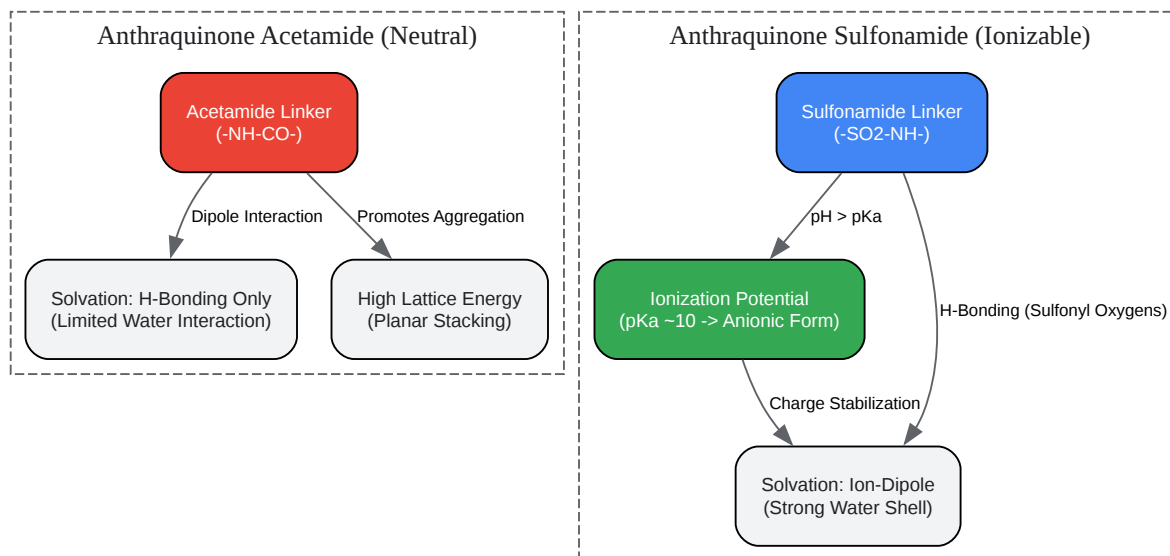 Anthraquinone Acetamide (Neutral)
Acetamide Linker
(-NH-CO-)
Dipole Interaction
Promotes Aggregation
Solvation: H-Bonding Only
(Limited Water Interaction)
High Lattice Energy
(Planar Stacking)
Anthraquinone Sulfonamide (Ionizable)
Sulfonamide Linker
(-SO2-NH-)
pH > pKa
Ionization Potential
(pKa ~10 -> Anionic Form)
H-Bonding (Sulfonyl Oxygens)
Charge Stabilization
Solvation: Ion-Dipole
(Strong Water Shell)